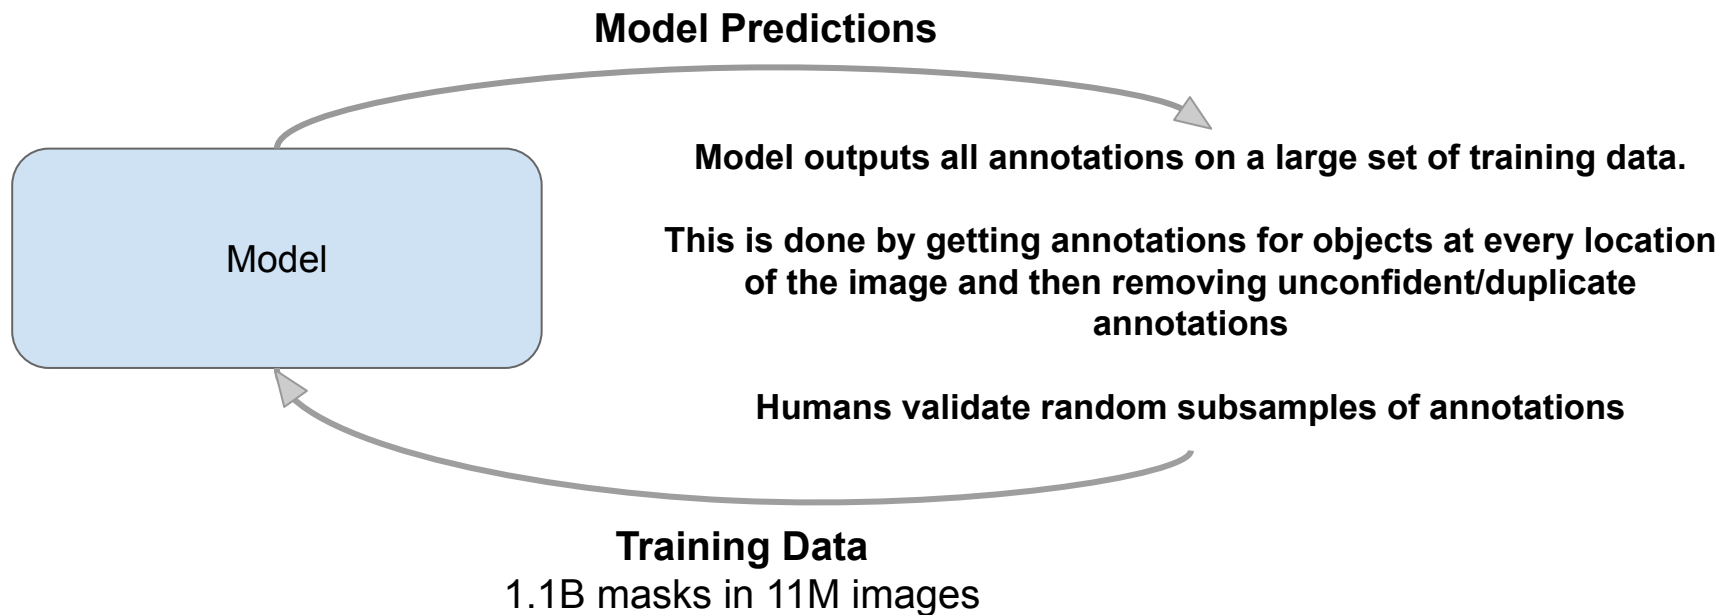 Model Predictions
Model
Model outputs all annotations on a large set of training data.
This is done by getting annotations for objects at every location
of the image and then removing unconfident/duplicate
annotations
Humans validate random subsamples of annotations
Training Data
1.1B masks in 11M images